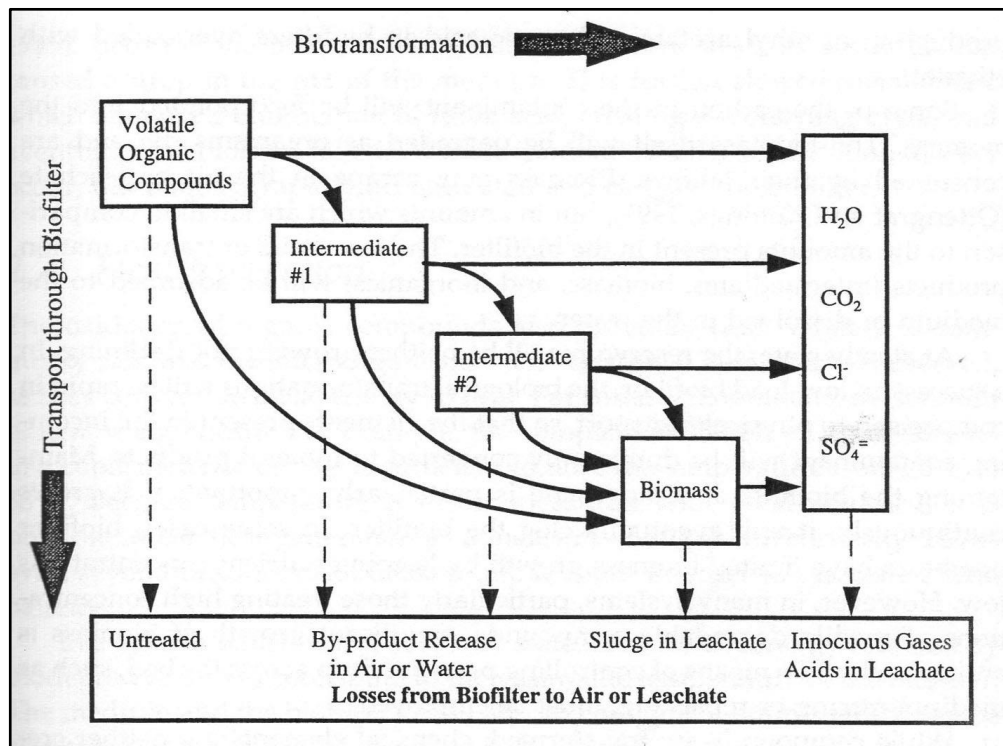 Biotransformation
Transport through Biofilter
Volatile
Organic
Compounds
Intermediate
#1
Intermediate
#2
Biomass
H₂O
CO₂
Cl⁻
SO₄⁼
Untreated
By-product Release
in Air or Water
Sludge in Leachate
Innocuous Gases
Acids in Leachate
Losses from Biofilter to Air or Leachate